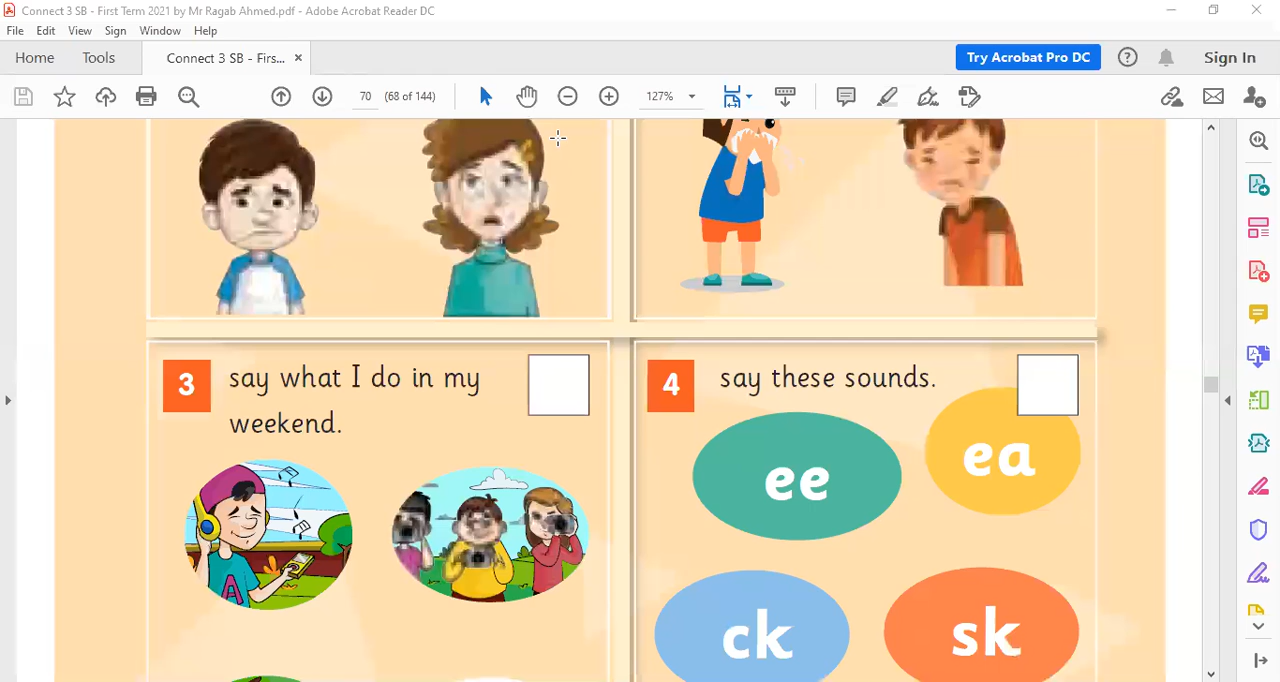 Connect 3 SB - First Term 2021 by Mr Ragab Ahmed.pdf - Adobe Acrobat Reader DC
File Edit View Sign Window Help
Home Tools Connect 3 SB - Firs... × Try Acrobat Pro DC ? Sign In
70 (68 of 144) 127%
3 say what I do in my
weekend.
A
4 say these sounds.
ee
ea
ck
sk